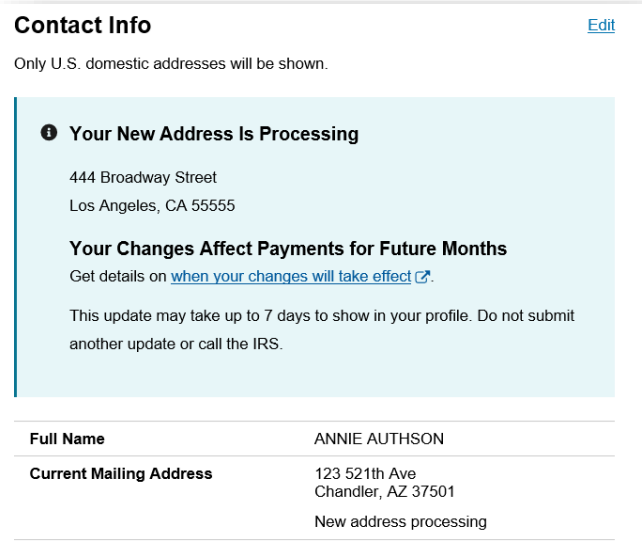 Contact Info
Edit
Only U.S. domestic addresses will be shown.
Your New Address Is Processing
444 Broadway Street
Los Angeles, CA 55555
Your Changes Affect Payments for Future Months
Get details on when your changes will take effect.
This update may take up to 7 days to show in your profile. Do not submit
another update or call the IRS.
Full Name ANNIE AUTHSON
Current Mailing Address 123 521th Ave
Chandler, AZ 37501
New address processing